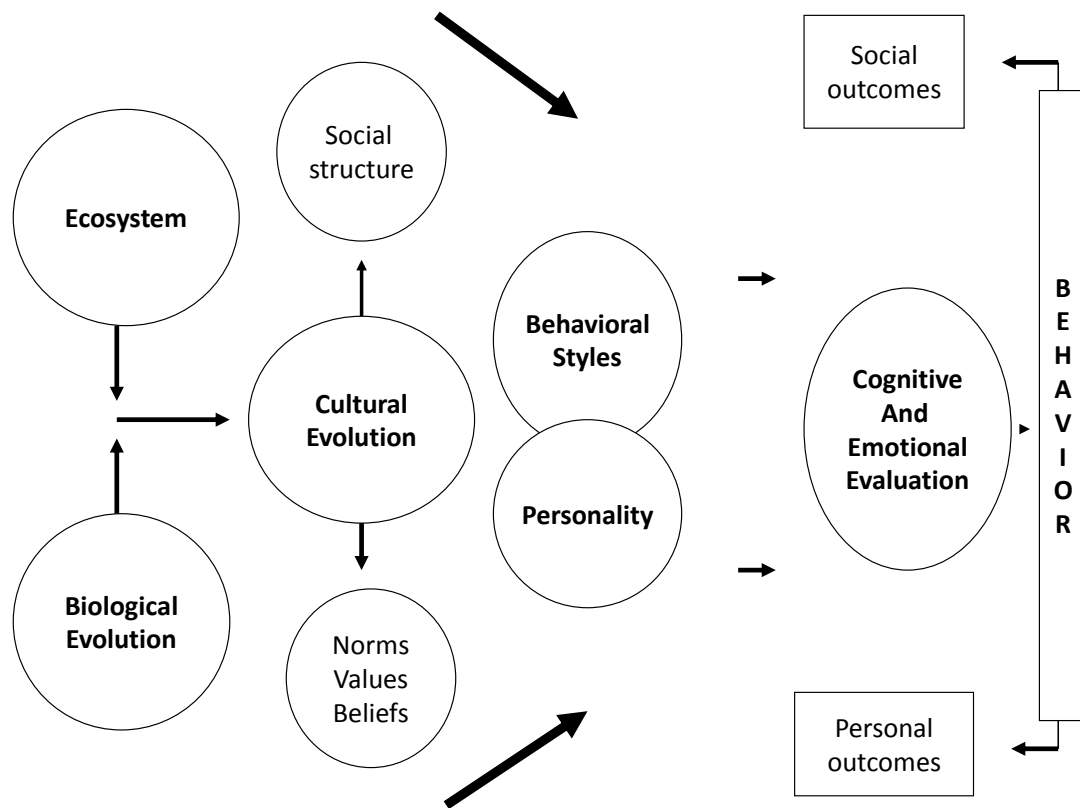 Ecosystem
Biological
Evolution
Social
structure
Cultural
Evolution
Norms
Values
Beliefs
Behavioral
Styles
Personality
Cognitive
And
Emotional
Evaluation
Social
outcomes
B
E
H
A
V
I
O
R
Personal
outcomes